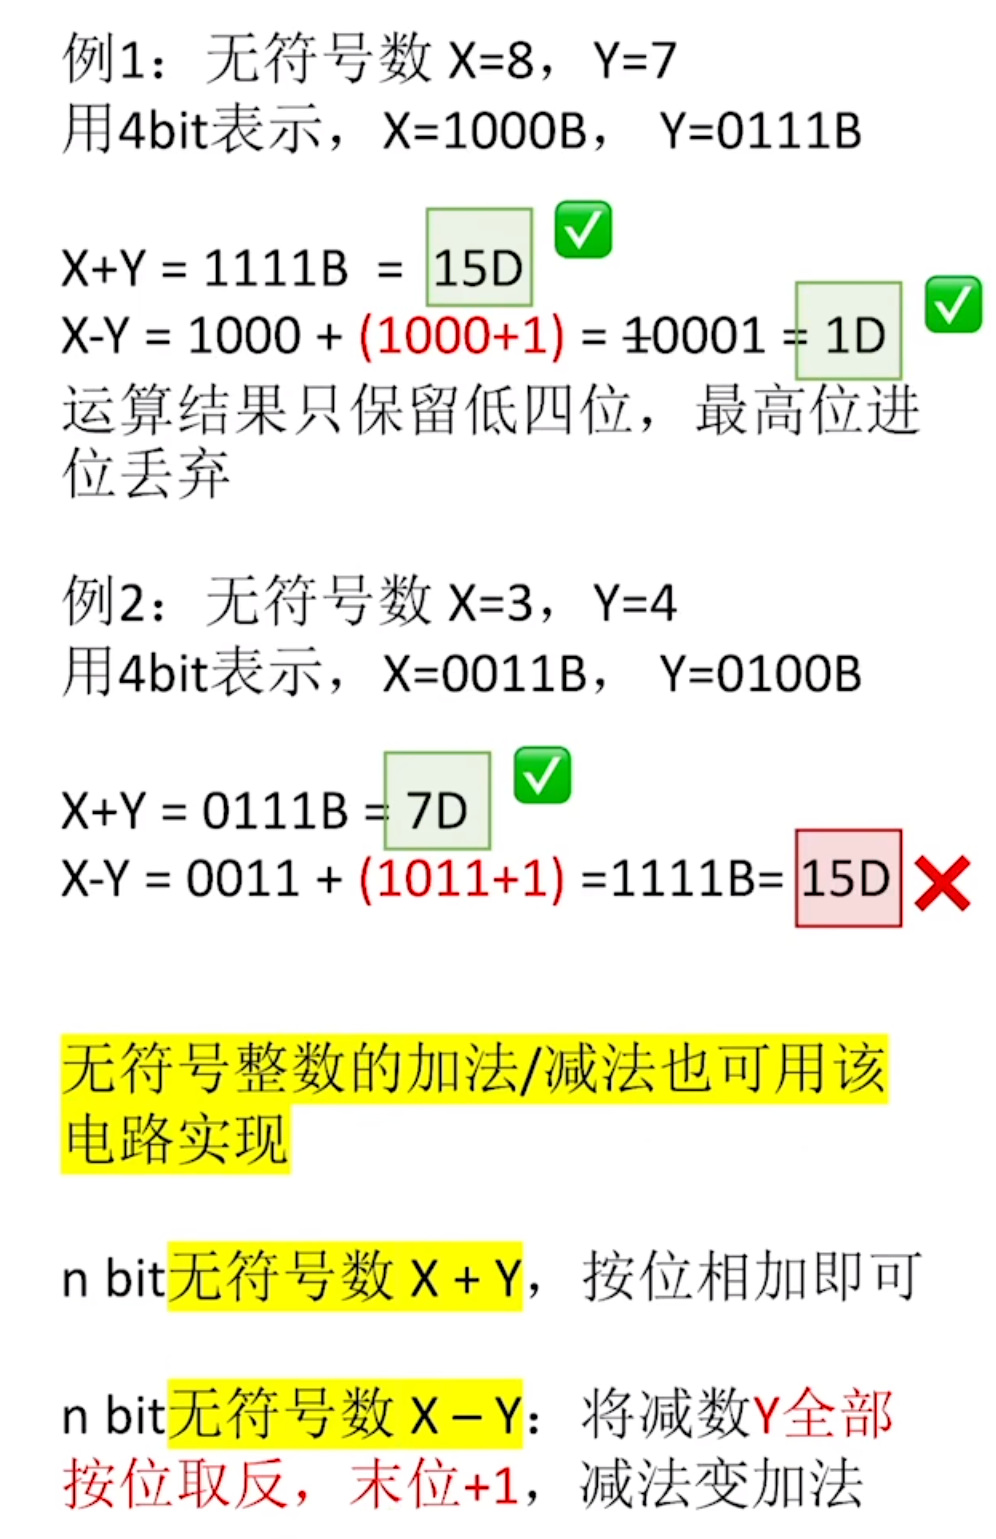 例1：无符号数 X=8，Y=7
用4bit表示，X=1000B， Y=0111B
X+Y = 1111B = 15D
X-Y = 1000 + (1000+1) = 10001 = 1D
运算结果只保留低四位，最高位进
位丢弃
例2：无符号数 X=3，Y=4
用4bit表示，X=0011B， Y=0100B
X+Y = 0111B = 7D
X-Y = 0011 + (1011+1) =1111B= 15D
无符号整数的加法/减法也可用该
电路实现
n bit无符号数 X + Y，按位相加即可
n bit无符号数 X – Y：将减数Y全部
按位取反，末位+1，减法变加法